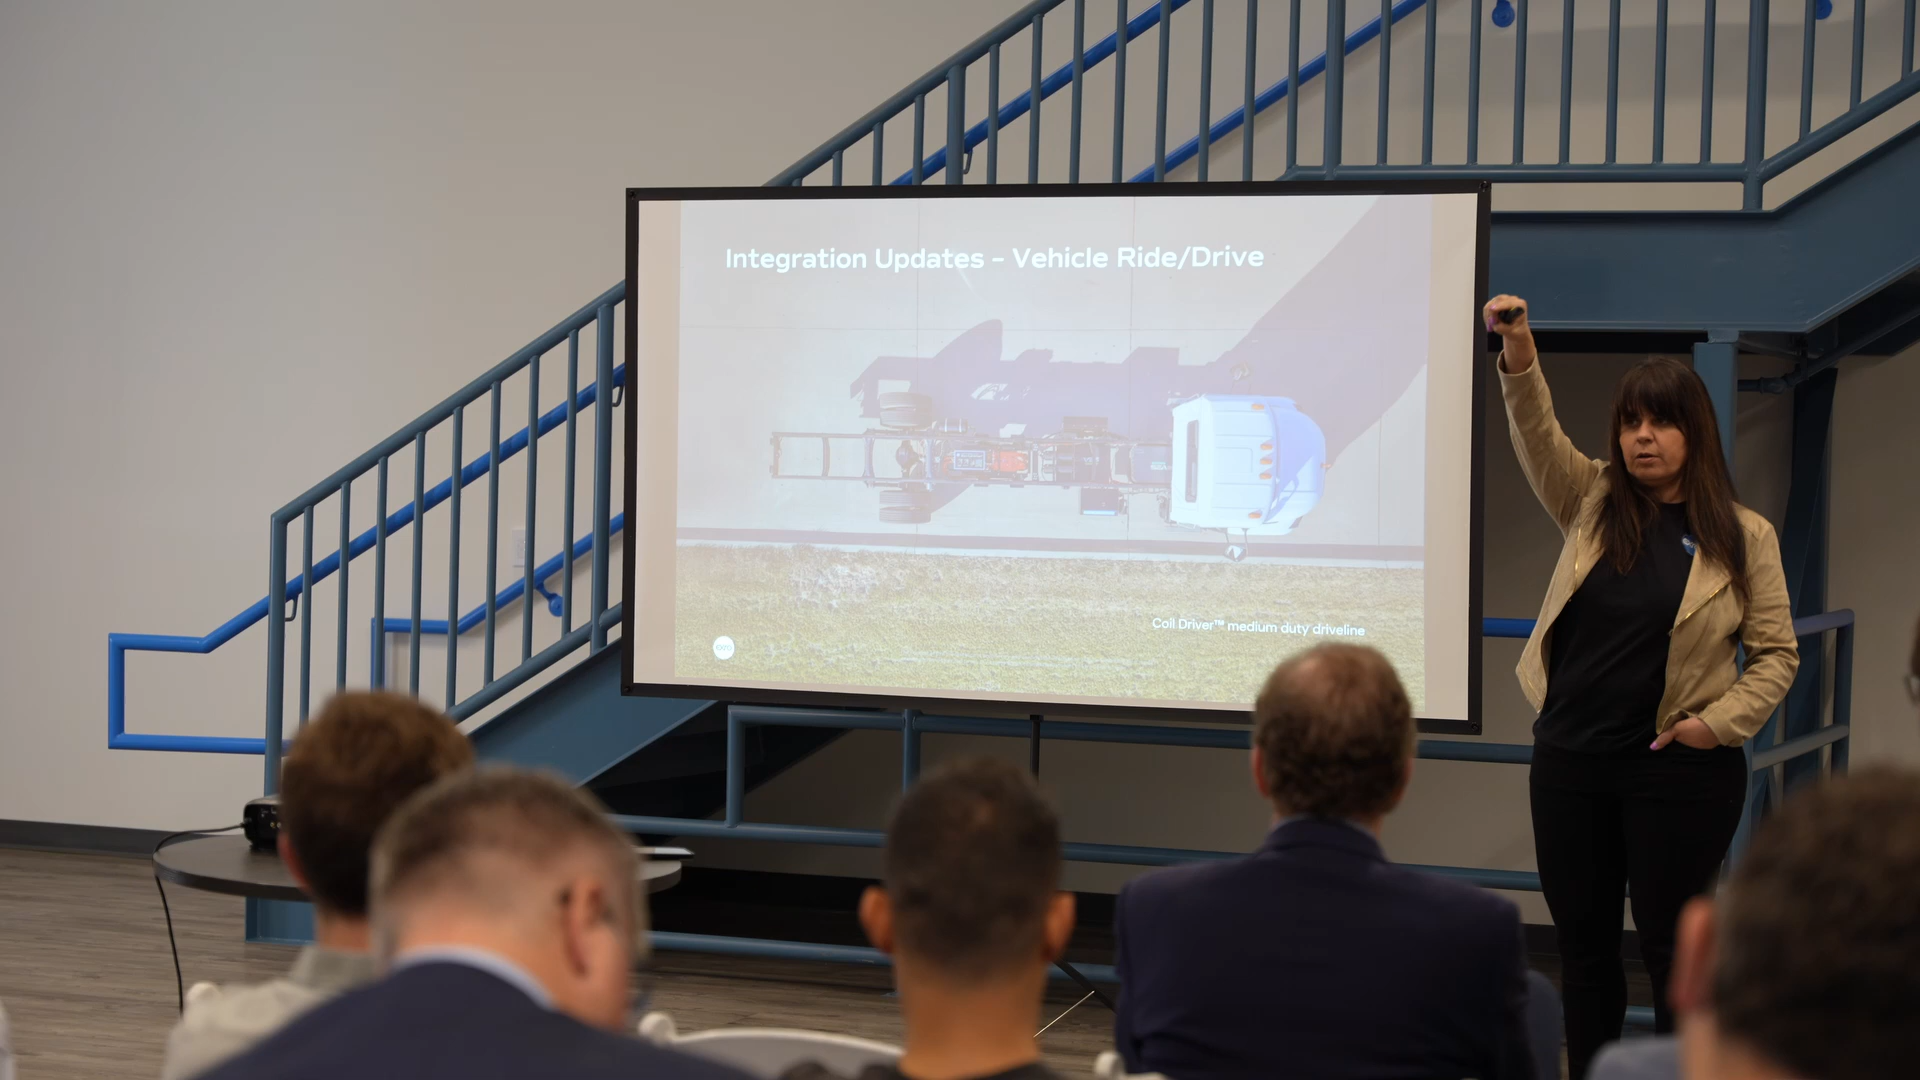 Integration Updates - Vehicle Ride/Drive
Coil Driver™ medium duty driveline